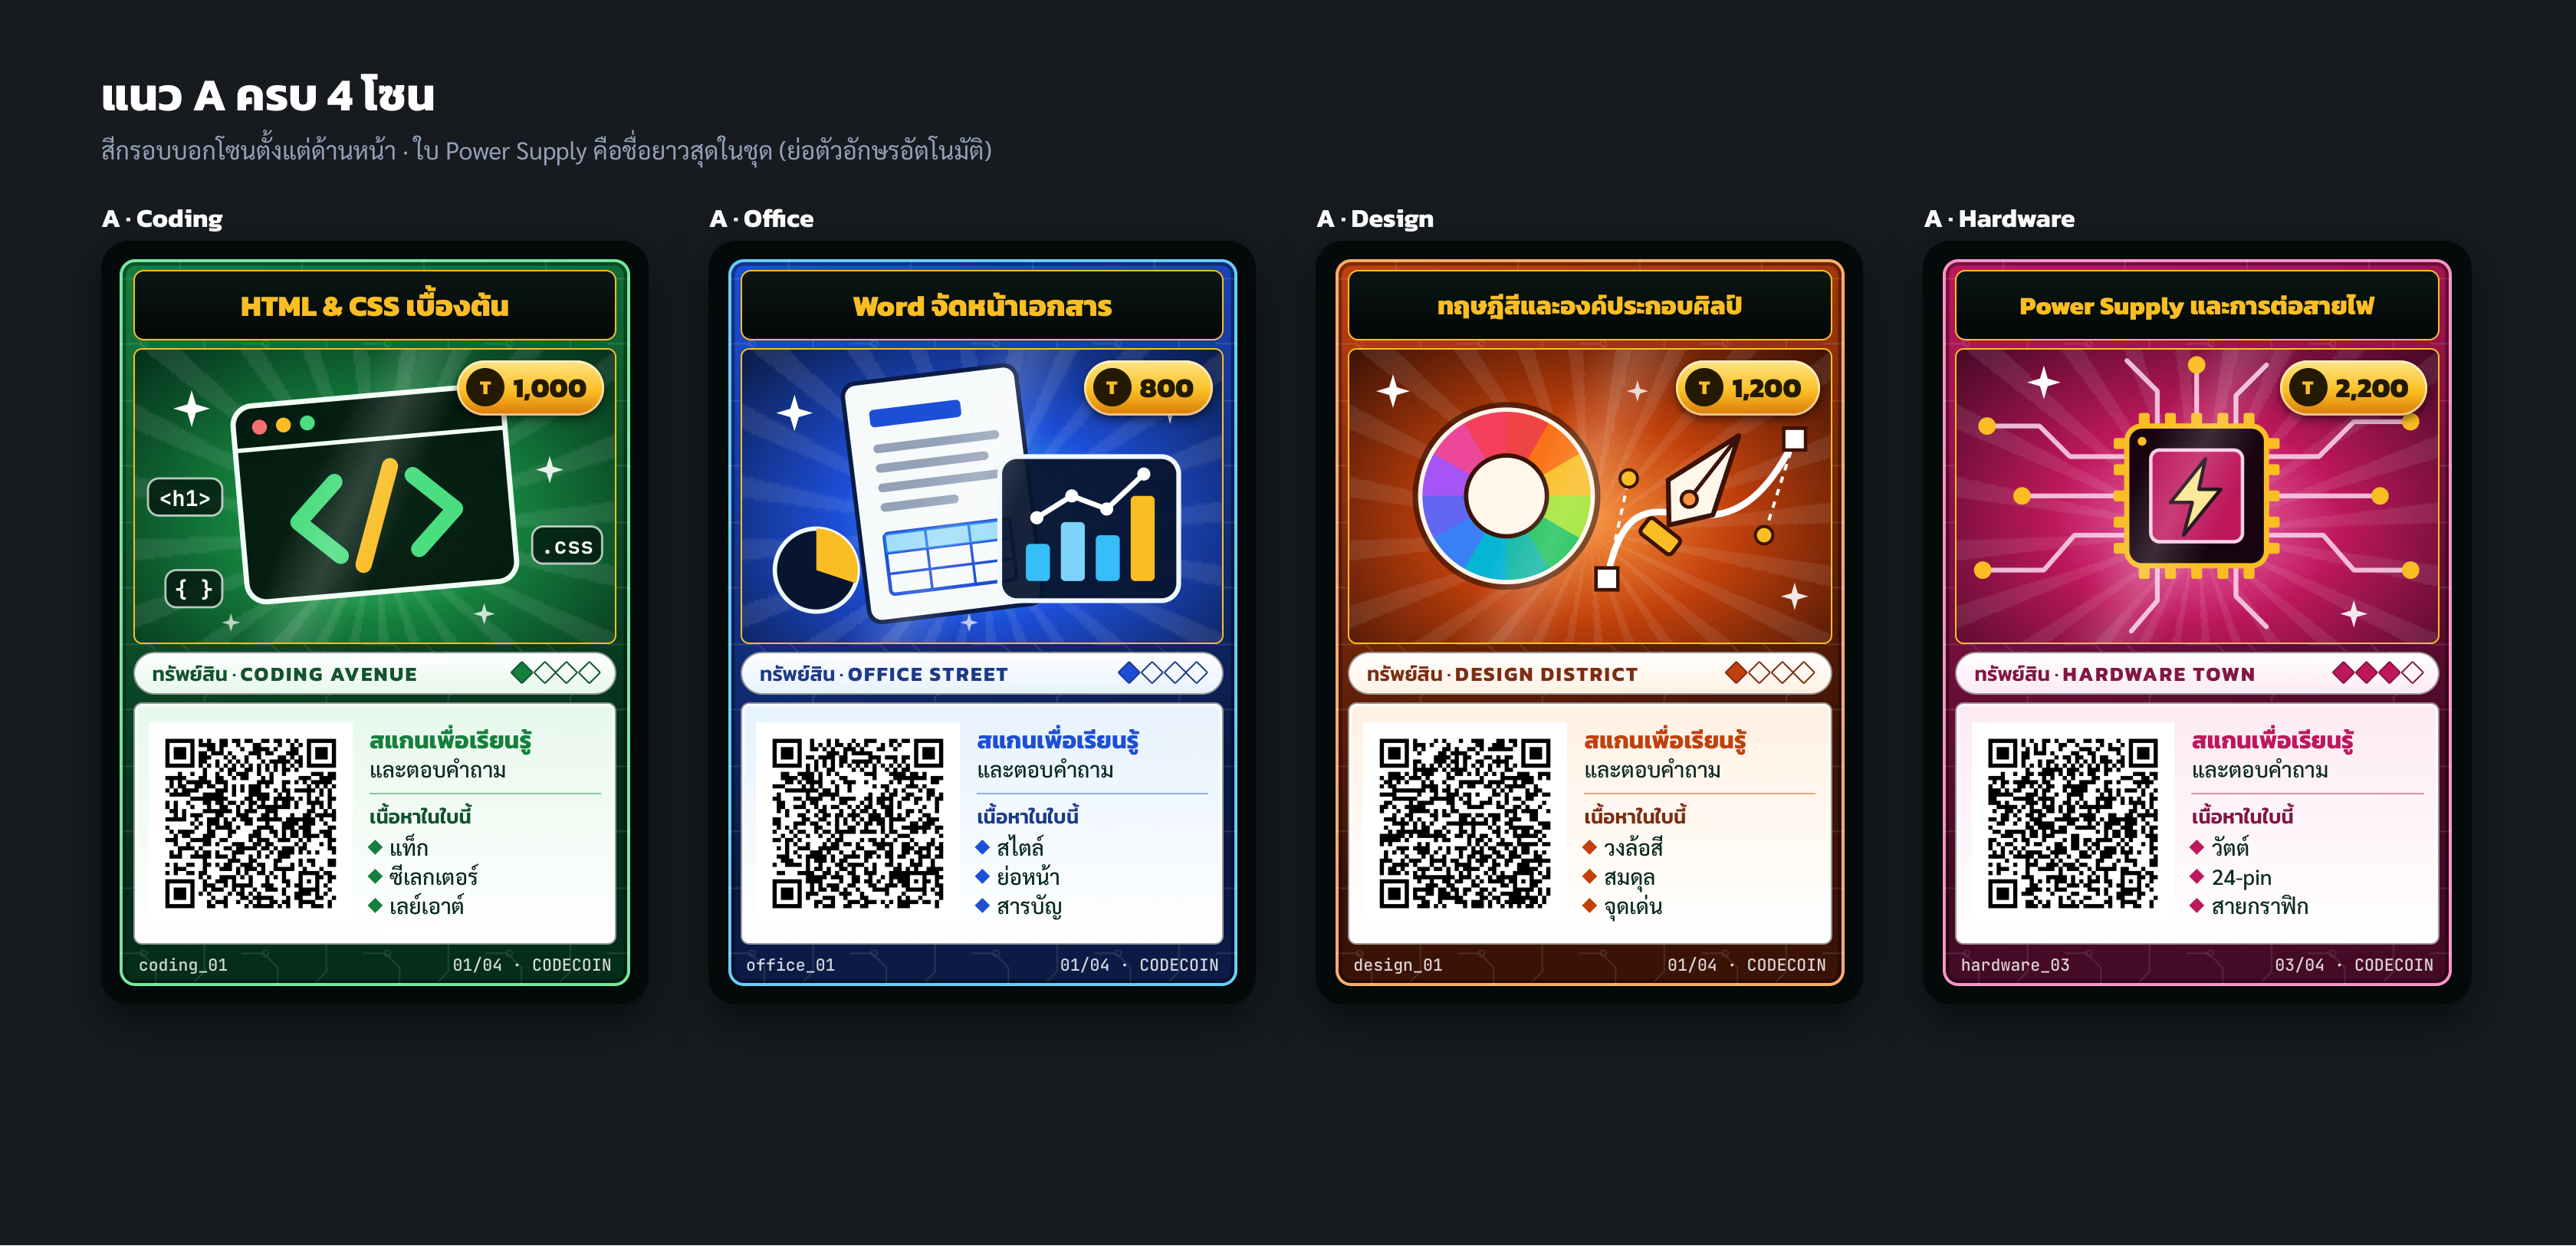 แนว A ครบ 4 โซน
สีกรอบบอกโซนตั้งแต่ด้านหน้า · ใบ Power Supply คือชื่อยาวสุดในชุด (ย่อตัวอักษรอัตโนมัติ)
A · Coding
HTML & CSS เบื้องต้น
T 1,000
<h1>
.css
{ }
ทรัพย์สิน · CODING AVENUE
สแกนเพื่อเรียนรู้
และตอบคำถาม
เนื้อหาในใบนี้
แท็ก
ซีเลกเตอร์
เลย์เอาต์
coding_01
01/04 · CODECOIN
A · Office
Word จัดหน้าเอกสาร
T 800
ทรัพย์สิน · OFFICE STREET
สแกนเพื่อเรียนรู้
และตอบคำถาม
เนื้อหาในใบนี้
สไตล์
ย่อหน้า
สารบัญ
office_01
01/04 · CODECOIN
A · Design
ทฤษฎีสีและองค์ประกอบศิลป์
T 1,200
ทรัพย์สิน · DESIGN DISTRICT
สแกนเพื่อเรียนรู้
และตอบคำถาม
เนื้อหาในใบนี้
วงล้อสี
สมดุล
จุดเด่น
design_01
01/04 · CODECOIN
A · Hardware
Power Supply และการต่อสายไฟ
T 2,200
ทรัพย์สิน · HARDWARE TOWN
สแกนเพื่อเรียนรู้
และตอบคำถาม
เนื้อหาในใบนี้
วัตต์
24-pin
สายกราฟิก
hardware_03
03/04 · CODECOIN